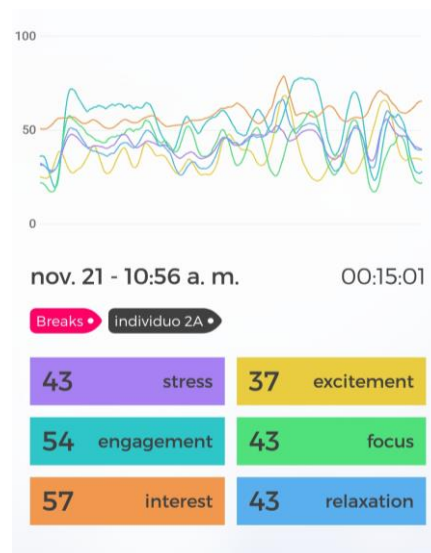 100
50
0
nov. 21 - 10:56 a. m. 00:15:01
Breaks individuo 2A
43 stress 37 excitement
54 engagement 43 focus
57 interest 43 relaxation